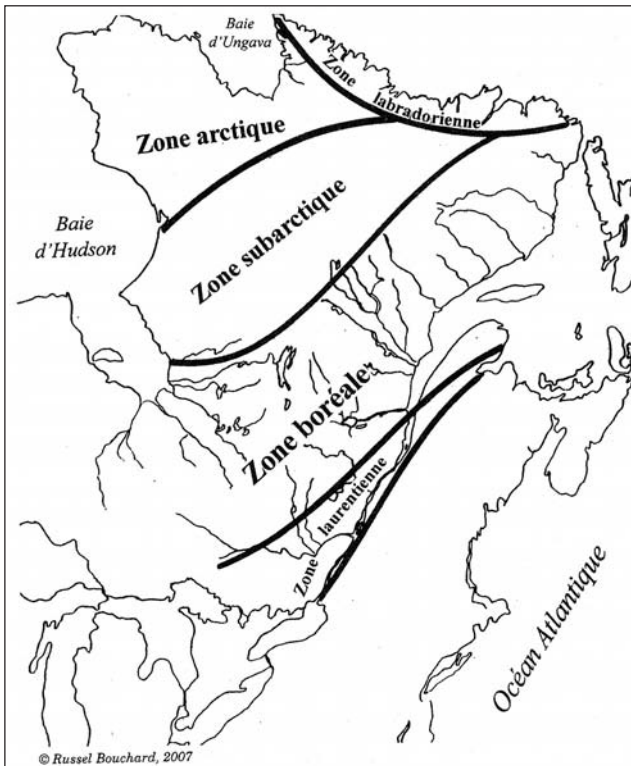 Baie
d'Ungava
Zone
labradorienne
Zone arctique
Baie
d'Hudson
Zone subarctique
Zone boréale
Zone
laurentienne
Océan Atlantique
© Russel Bouchard, 2007